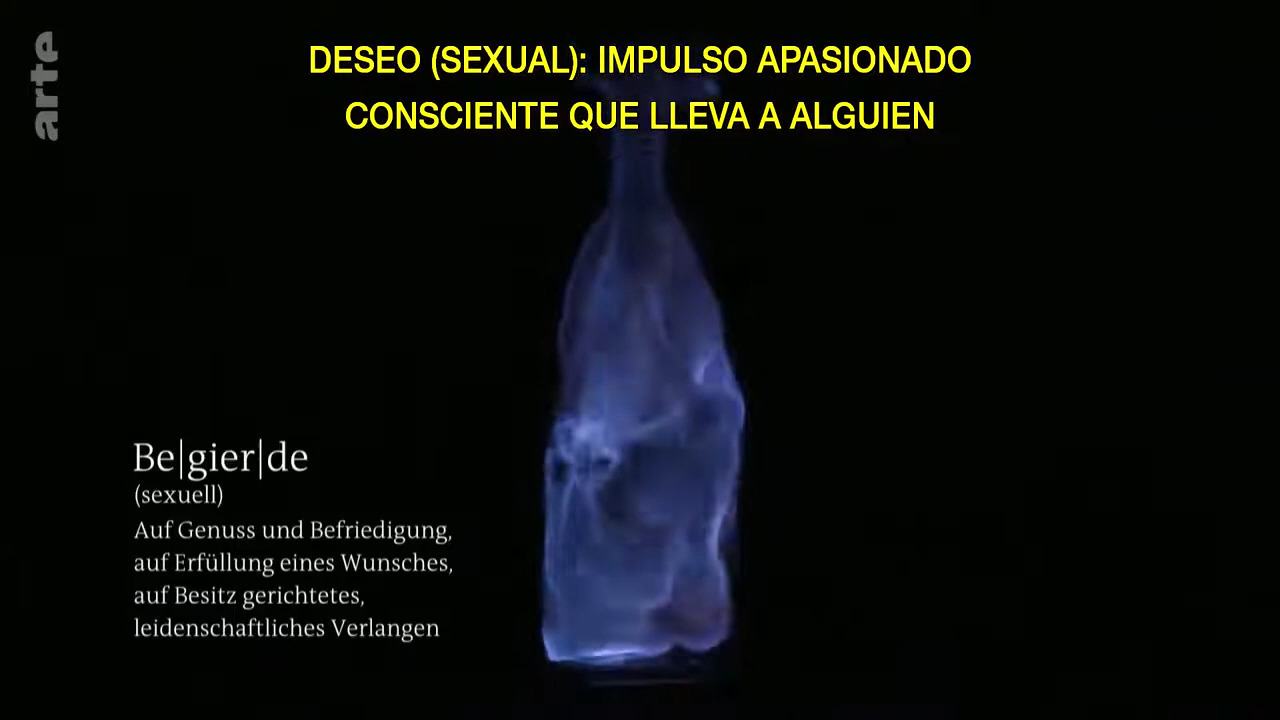 arte
DESEO (SEXUAL): IMPULSO APASIONADO
CONSCIENTE QUE LLEVA A ALGUIEN
Be|gier|de
(sexuell)
Auf Genuss und Befriedigung,
auf Erfüllung eines Wunsches,
auf Besitz gerichtetes,
leidenschaftliches Verlangen